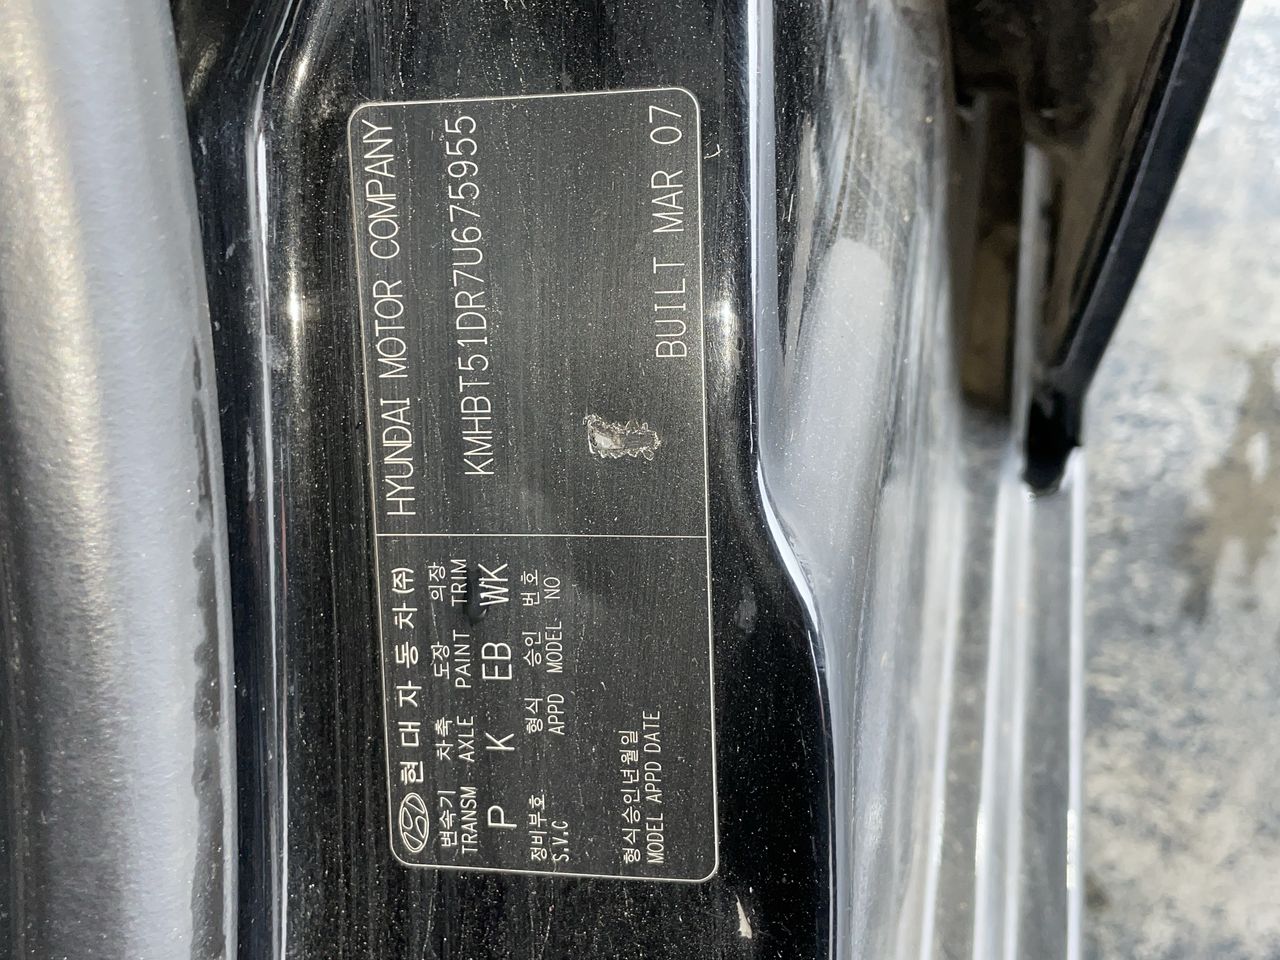 현대자동차(주)
HYUNDAI MOTOR COMPANY
변속기 차축 도장 의장
TRANSM AXLE PAINT TRIM
KMHBT51DR7U675955
P K EB WK
정비부호 형식 승인 번호
S.V.C APPD MODEL NO
형식승인년월일
MODEL APPD DATE
BUILT MAR 07